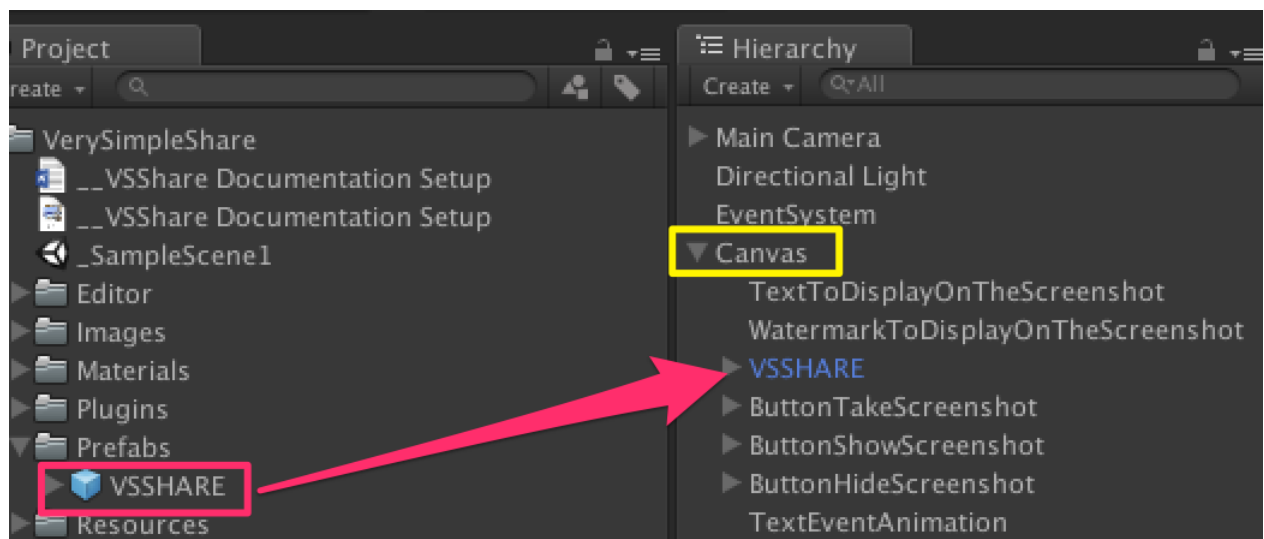 Project
reate
VerySimpleShare
__VSShare Documentation Setup
__VSShare Documentation Setup
_SampleScene1
Editor
Images
Materials
Plugins
Prefabs
VSSHARE
Resources
Hierarchy
Create
All
Main Camera
Directional Light
EventSystem
Canvas
TextToDisplayOnTheScreenshot
WatermarkToDisplayOnTheScreenshot
VSSHARE
ButtonTakeScreenshot
ButtonShowScreenshot
ButtonHideScreenshot
TextEventAnimation